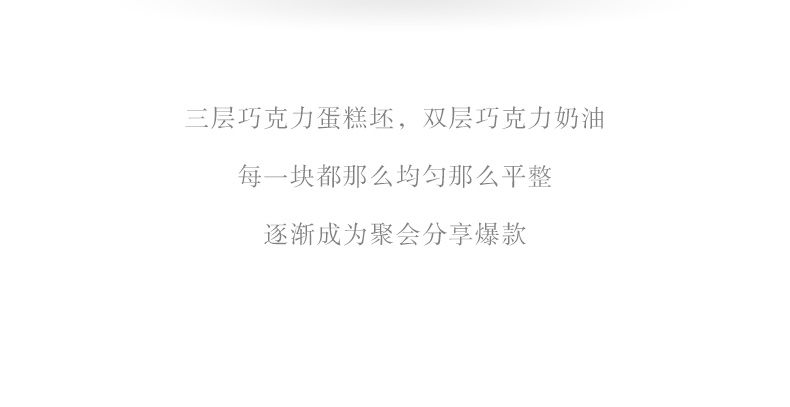 三层巧克力蛋糕坯，双层巧克力奶油
每一块都那么均匀那么平整
逐渐成为聚会分享爆款